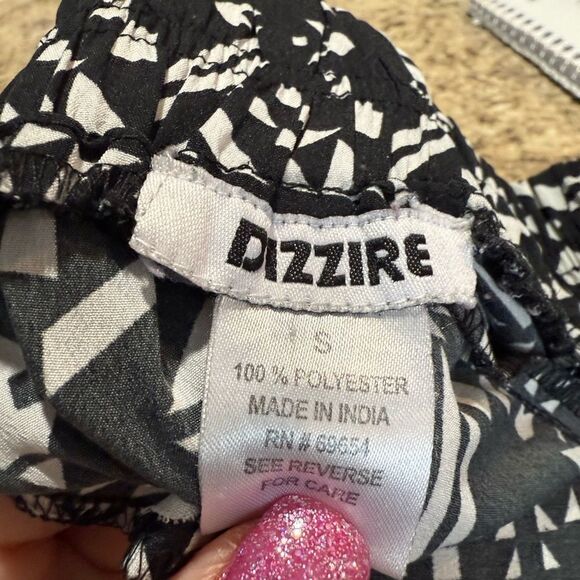 DIZZIRE
S
100 % POLYESTER
MADE IN INDIA
RN # 69654
SEE REVERSE
FOR CARE